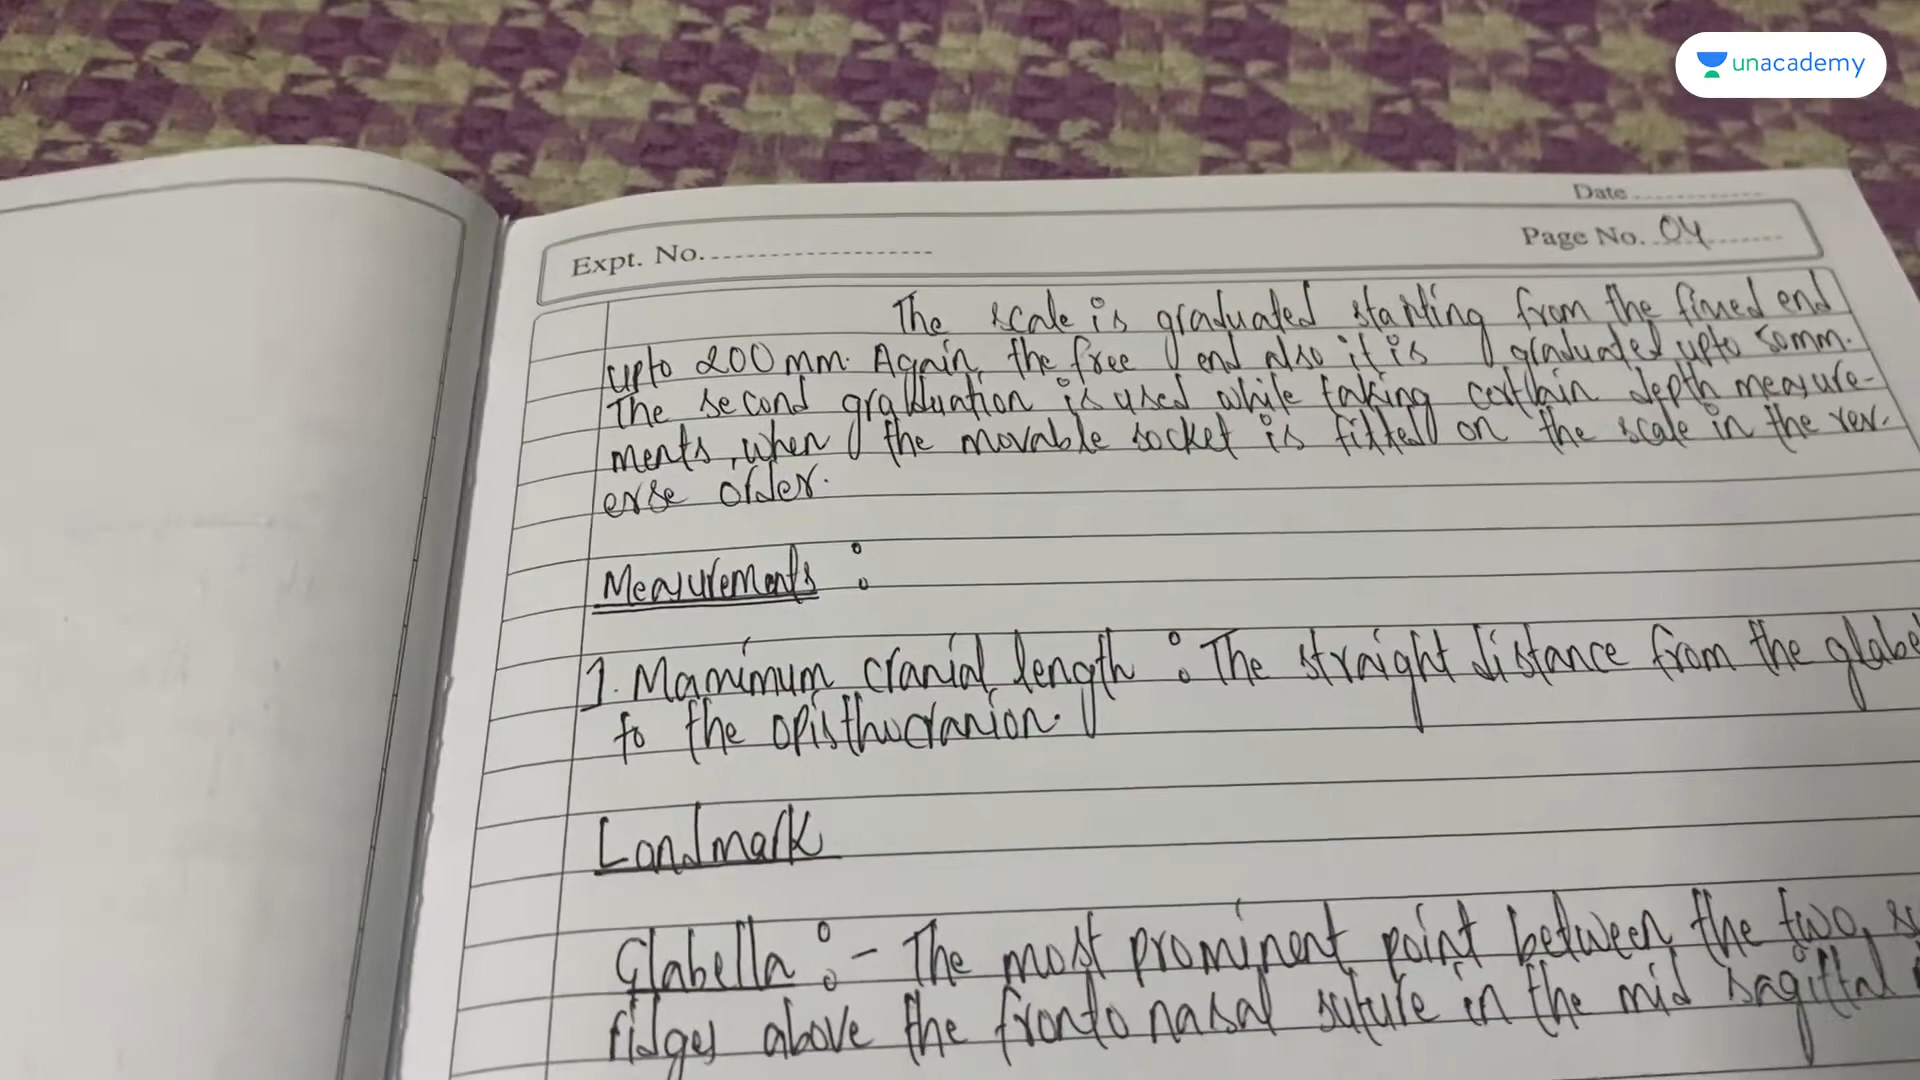 unacademy
Date
Expt. No.
Page No. 04
The scale is graduated starting from the fixed end
upto 200 mm. Again, the free end also it is graduated upto 50mm.
The second graduation is used while taking certain depth measure-
ments, when the movable socket is fitted on the scale in the rev-
erse order.
Measurements :
1. Maximum cranial length : The straight distance from the glabe
to the opisthocranion.
Landmark
Glabella :- The most prominent point between the two
ridges above the fronto nasal suture in the mid sagittal